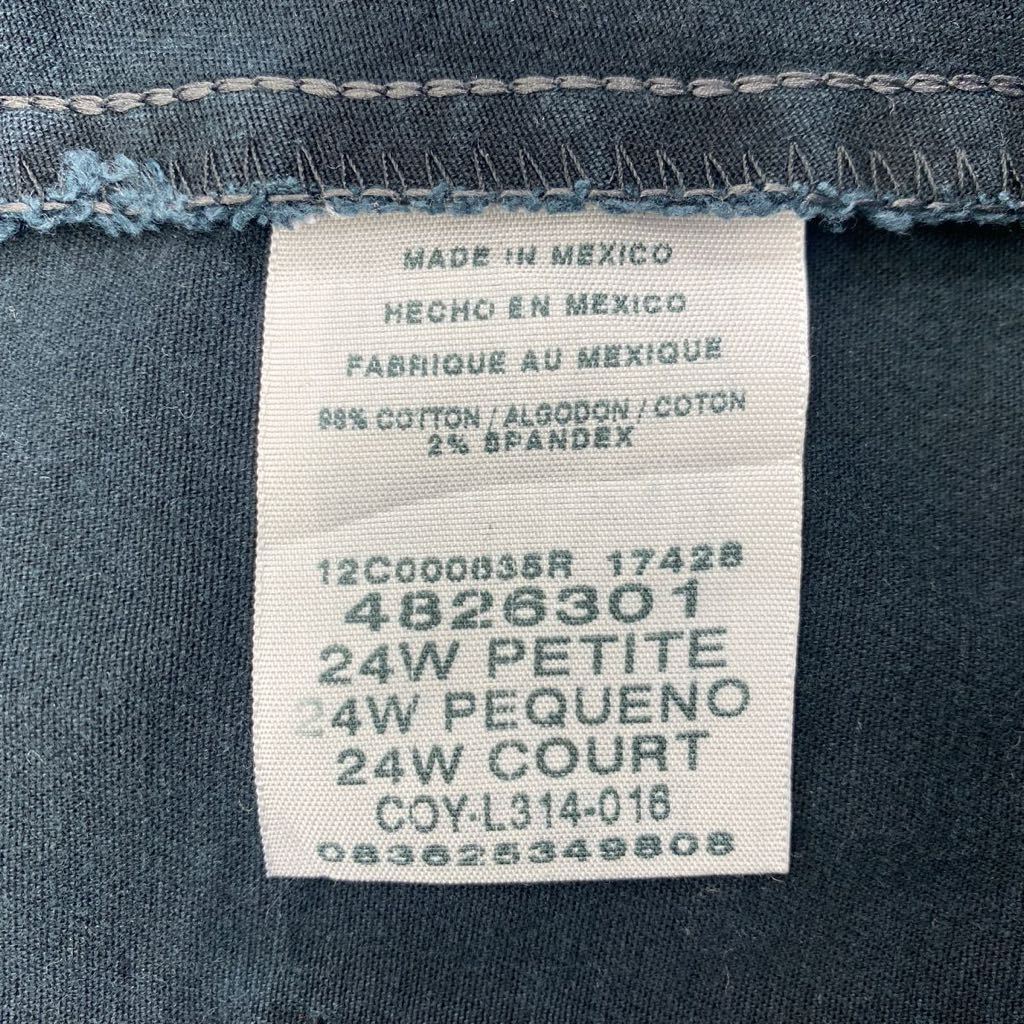 MADE IN MEXICO
HECHO EN MEXICO
FABRIQUE AU MEXIQUE
98% COTTON / ALGODON / COTON
2% SPANDEX
12C000638R 17428
4826301
24W PETITE
24W PEQUENO
24W COURT
COY-L314-016
083625349808